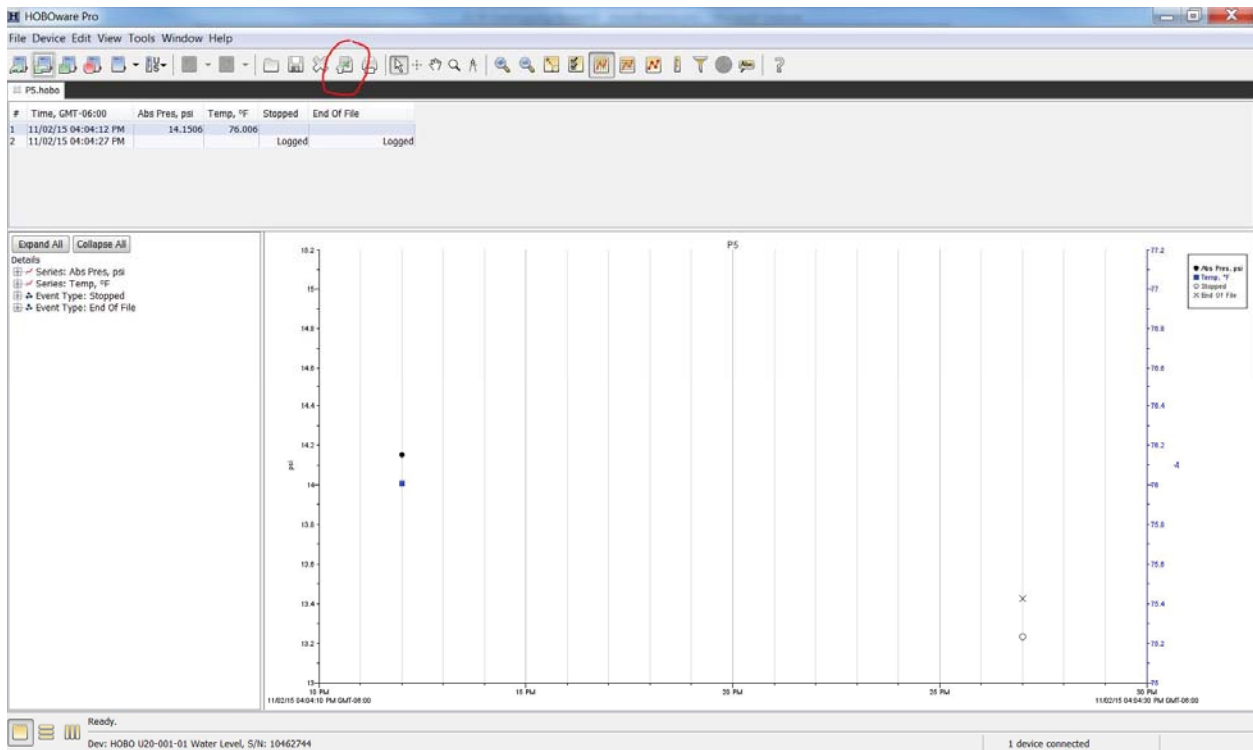 HOBOware Pro
File Device Edit View Tools Window Help
P5.hobo
# Time, GMT-06:00 Abs Pres, psi Temp, °F Stopped End Of File
1 11/02/15 04:04:12 PM 14.1506 76.006
2 11/02/15 04:04:27 PM Logged Logged
Expand All Collapse All
Details
Series: Abs Pres, psi
Series: Temp, °F
Event Type: Stopped
Event Type: End Of File
P5
Abs Pres, psi
Temp, °F
Stopped
End Of File
15.2
15
14.8
14.6
14.4
14.2
14
13.8
13.6
13.4
13.2
13
psi
77.2
77
76.8
76.6
76.4
76.2
76
75.8
75.6
75.4
75.2
75
10 PM 15 PM 20 PM 25 PM 30 PM
11/02/15 04:04:10 PM GMT-06:00 11/02/15 04:04:30 PM GMT-06:00
Ready.
Dev: HOBO U20-001-01 Water Level, S/N: 10462744 1 device connected